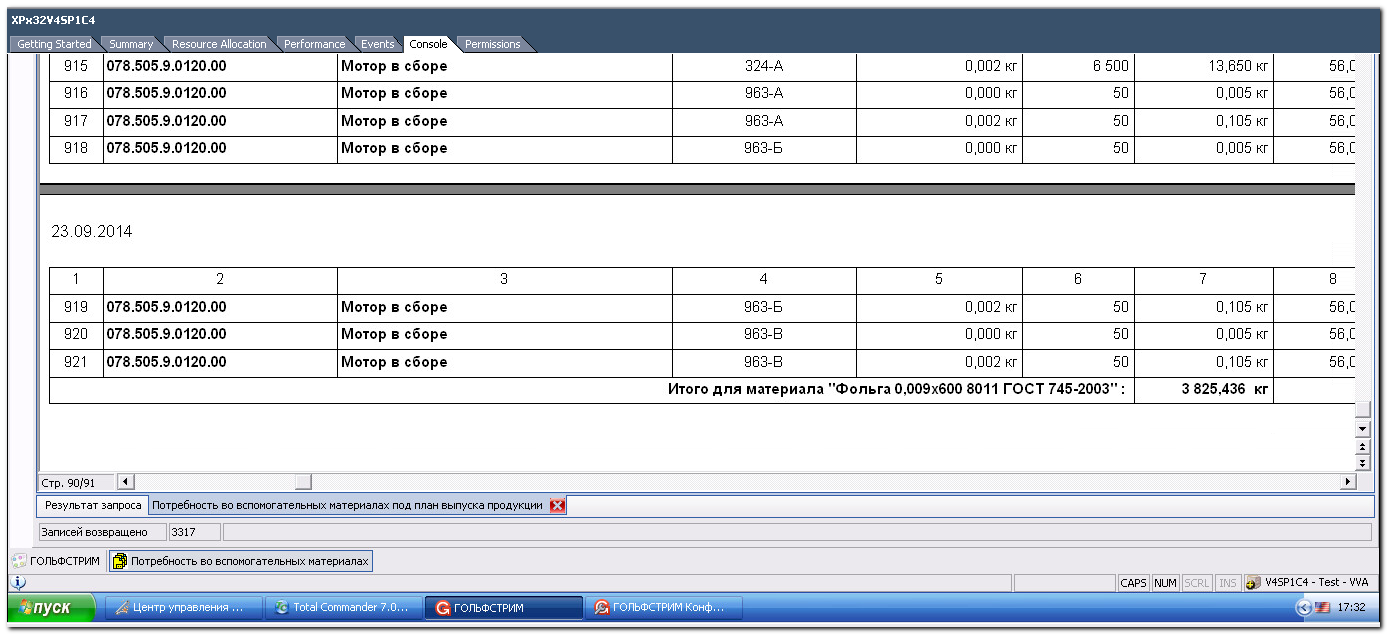 XPx32V4SP1C4
Getting Started Summary Resource Allocation Performance Events Console Permissions
915 078.505.9.0120.00 Мотор в сборе 324-А 0,002 кг 6 500 13,650 кг 56,0
916 078.505.9.0120.00 Мотор в сборе 963-А 0,000 кг 50 0,005 кг 56,0
917 078.505.9.0120.00 Мотор в сборе 963-А 0,002 кг 50 0,105 кг 56,0
918 078.505.9.0120.00 Мотор в сборе 963-Б 0,000 кг 50 0,005 кг 56,0
23.09.2014
1 2 3 4 5 6 7 8
919 078.505.9.0120.00 Мотор в сборе 963-Б 0,002 кг 50 0,105 кг 56,0
920 078.505.9.0120.00 Мотор в сборе 963-В 0,000 кг 50 0,005 кг 56,0
921 078.505.9.0120.00 Мотор в сборе 963-В 0,002 кг 50 0,105 кг 56,0
Итого для материала "Фольга 0,009х600 8011 ГОСТ 745-2003" : 3 825,436 кг
Стр. 90/91
Результат запроса Потребность во вспомогательных материалах под план выпуска продукции
Записей возвращено 3317
ГОЛЬФСТРИМ Потребность во вспомогательных материалах
CAPS NUM SCRL INS V4SP1C4 - Test - VVA
пуск Центр управления ... Total Commander 7.0... ГОЛЬФСТРИМ ГОЛЬФСТРИМ Конф... 17:32